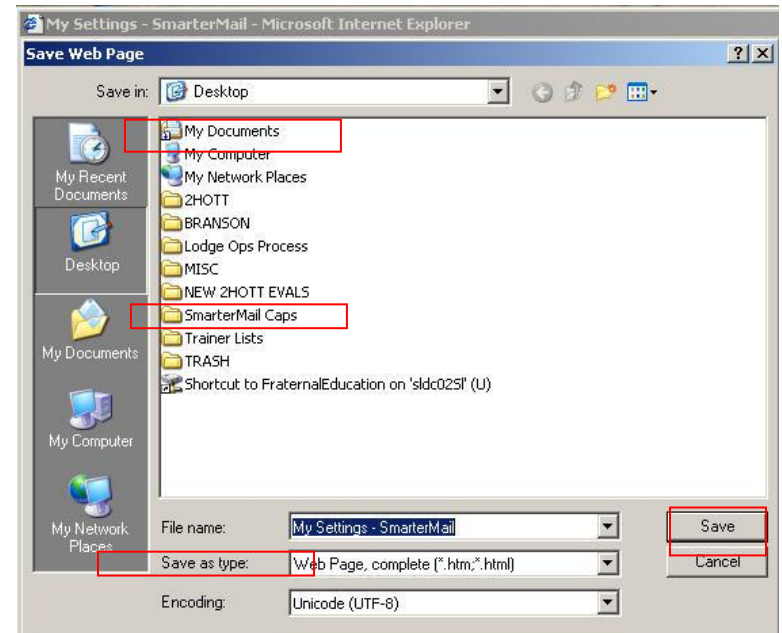 My Settings - SmarterMail - Microsoft Internet Explorer
Save Web Page
Save in: Desktop
My Recent Documents
Desktop
My Documents
My Computer
My Network Places
My Documents
My Computer
My Network Places
2HOTT
BRANSON
Lodge Ops Process
MISC
NEW 2HOTT EVALS
SmarterMail Caps
Trainer Lists
TRASH
Shortcut to FraternalEducation on 'sldc025l' (U)
File name: My Settings - SmarterMail Save
Save as type: Web Page, complete (*.htm;*.html) Cancel
Encoding: Unicode (UTF-8)